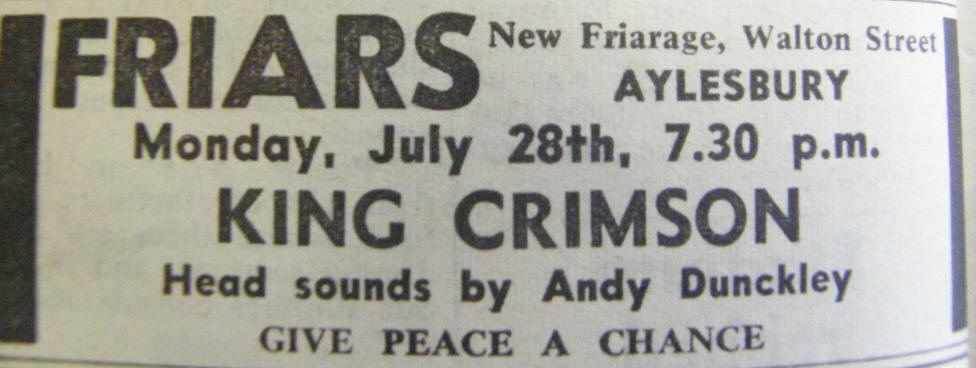 FRIARS New Friarage, Walton Street
AYLESBURY
Monday, July 28th, 7.30 p.m.
KING CRIMSON
Head sounds by Andy Dunckley
GIVE PEACE A CHANCE